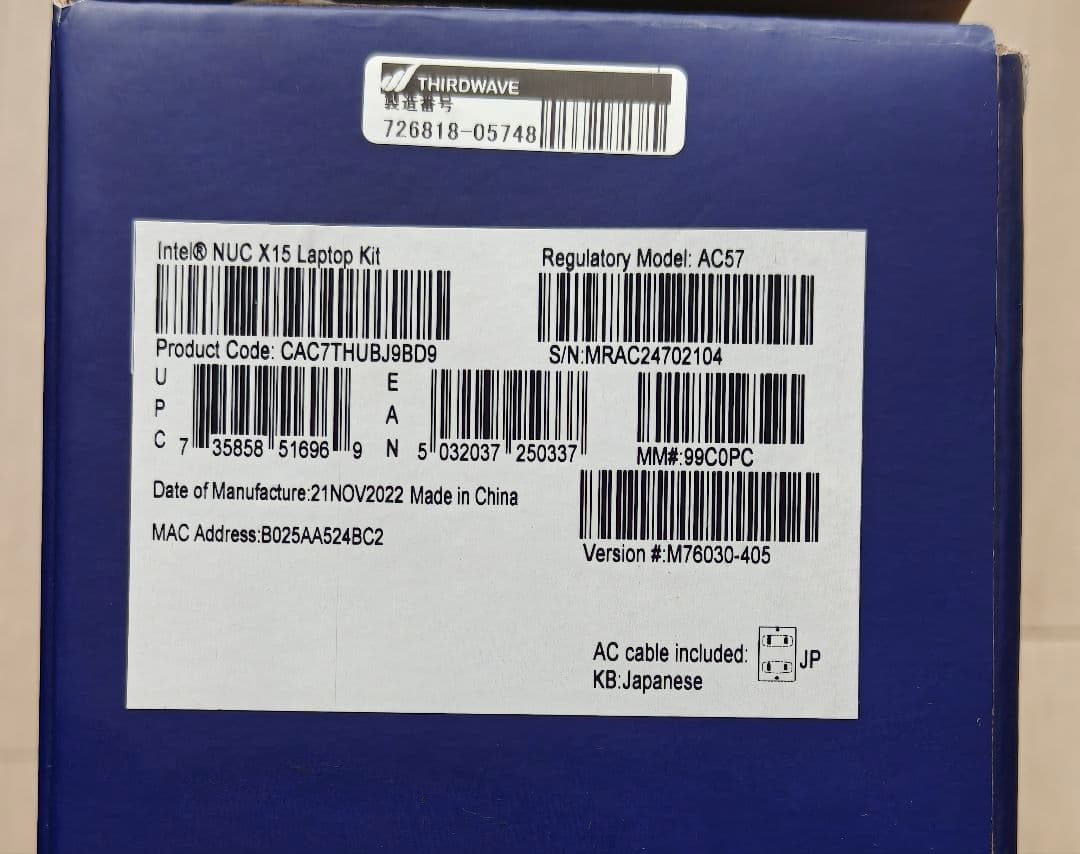 THIRDWAVE
製造番号
726818-05748
Intel® NUC X15 Laptop Kit
Product Code: CAC7THUBJ9BD9
Regulatory Model: AC57
S/N:MRAC24702104
UPC 7 35858 51696 9
EAN 5 032037 250337
MM#:99C0PC
Date of Manufacture:21NOV2022 Made in China
Version #:M76030-405
MAC Address:B025AA524BC2
AC cable included: JP
KB:Japanese